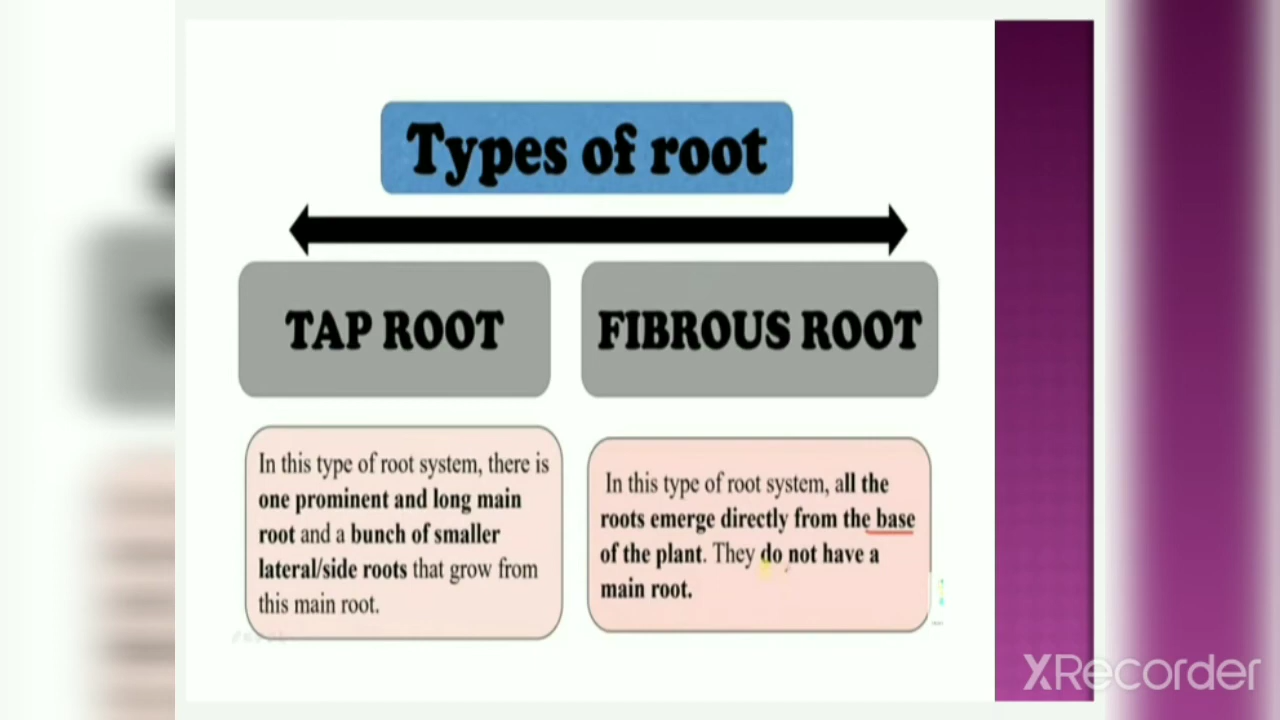 Types of root
TAP ROOT
FIBROUS ROOT
In this type of root system, there is
one prominent and long main
root and a bunch of smaller
lateral/side roots that grow from
this main root.
In this type of root system, all the
roots emerge directly from the base
of the plant. They do not have a
main root.
XRecorder